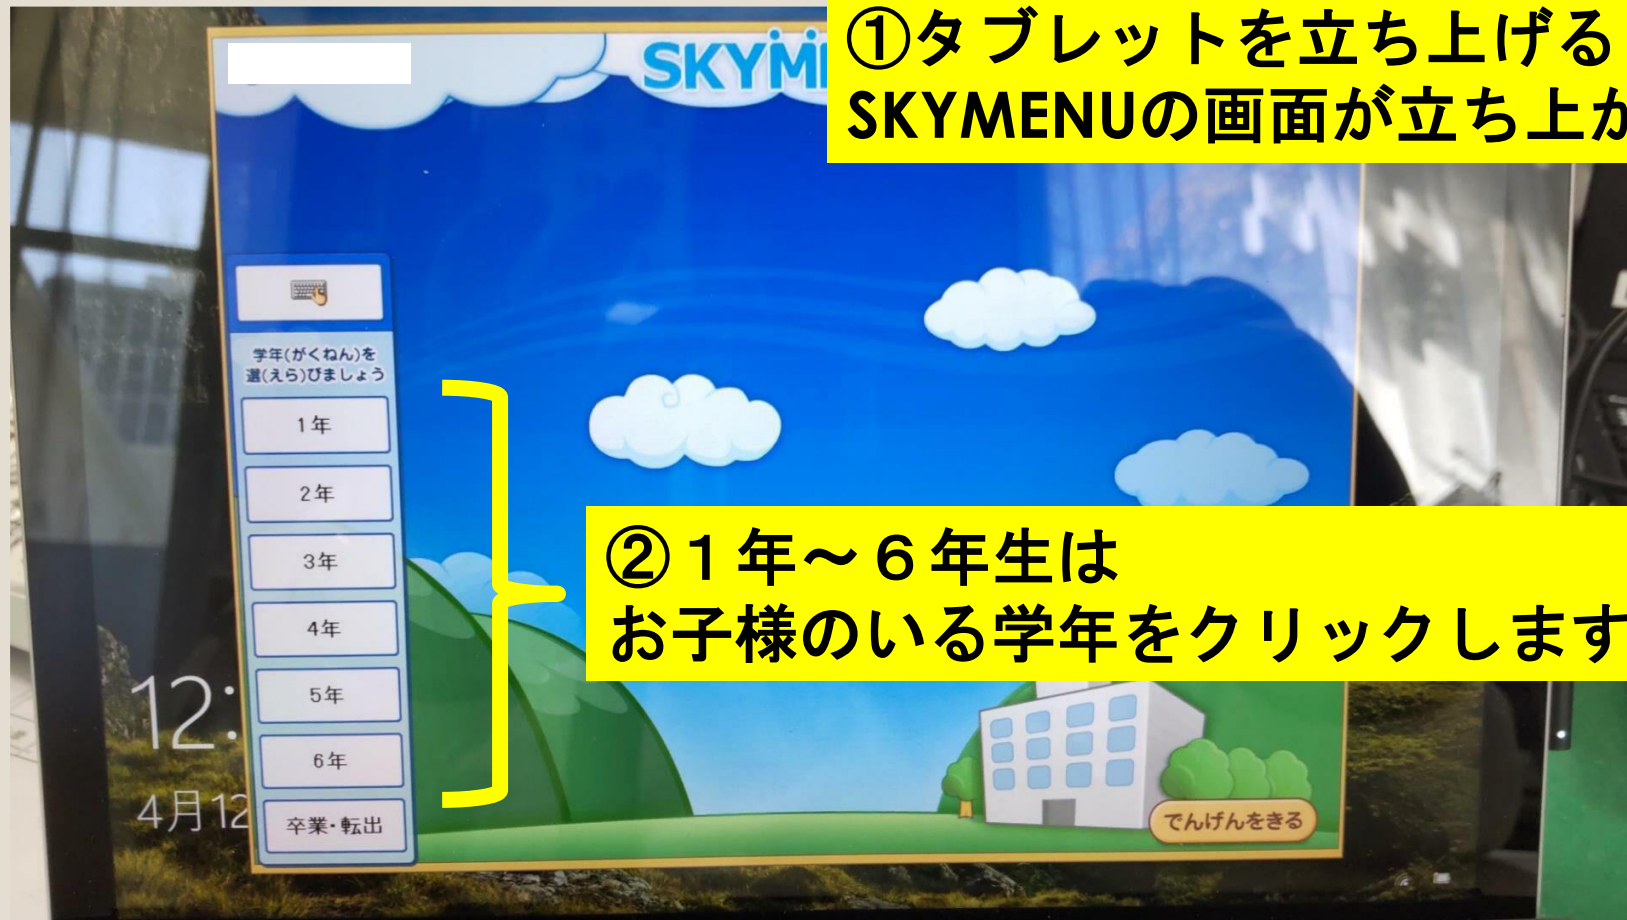 SKYM
①タブレットを立ち上げる
SKYMENUの画面が立ち上が
学年(がくねん)を
選(えら)びましょう
1年
2年
3年
4年
5年
6年
卒業・転出
②１年～６年生は
お子様のいる学年をクリックします
でんげんをきる
12:
4月12